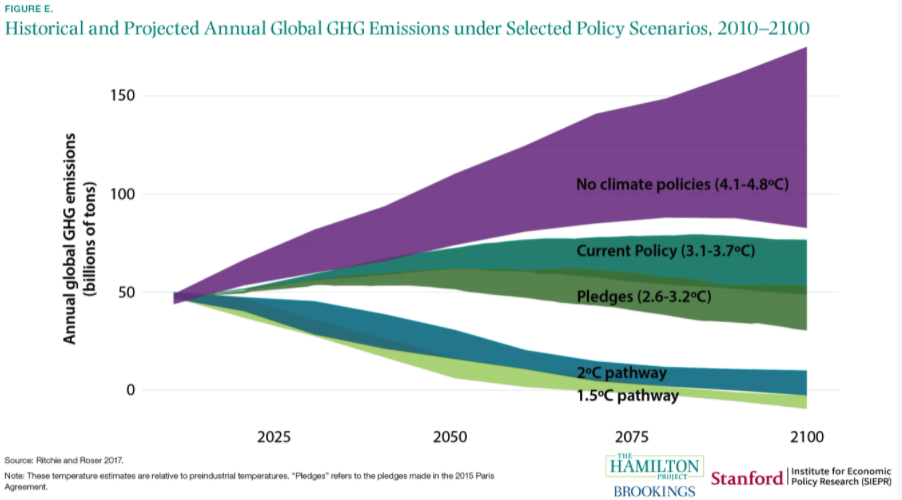 FIGURE E.
Historical and Projected Annual Global GHG Emissions under Selected Policy Scenarios, 2010–2100
Annual global GHG emissions
(billions of tons)
150
100
50
0
No climate policies (4.1-4.8ºC)
Current Policy (3.1-3.7ºC)
Pledges (2.6-3.2ºC)
2ºC pathway
1.5ºC pathway
2025 2050 2075 2100
Source: Ritchie and Roser 2017.
Note: These temperature estimates are relative to preindustrial temperatures. "Pledges" refers to the pledges made in the 2015 Paris
Agreement.
THE
HAMILTON
PROJECT
BROOKINGS
Stanford
Institute for Economic
Policy Research (SIEPR)